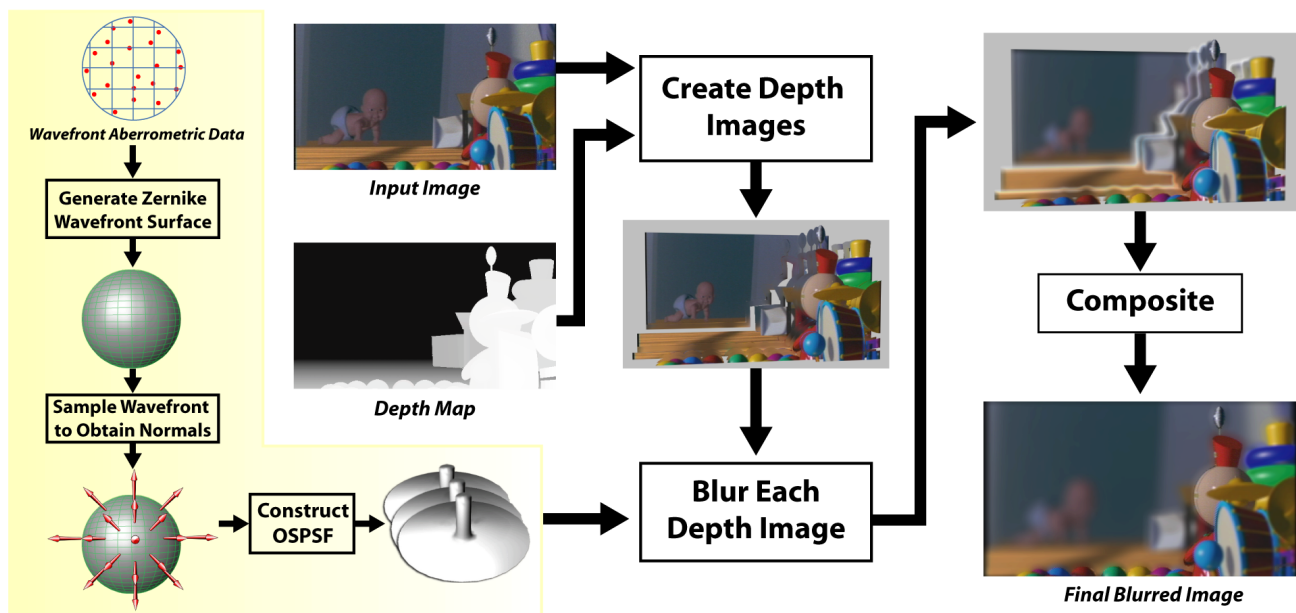 Wavefront Aberrometric Data
Generate Zernike
Wavefront Surface
Sample Wavefront
to Obtain Normals
Construct
OSPSF
Input Image
Depth Map
Create Depth
Images
Blur Each
Depth Image
Composite
Final Blurred Image